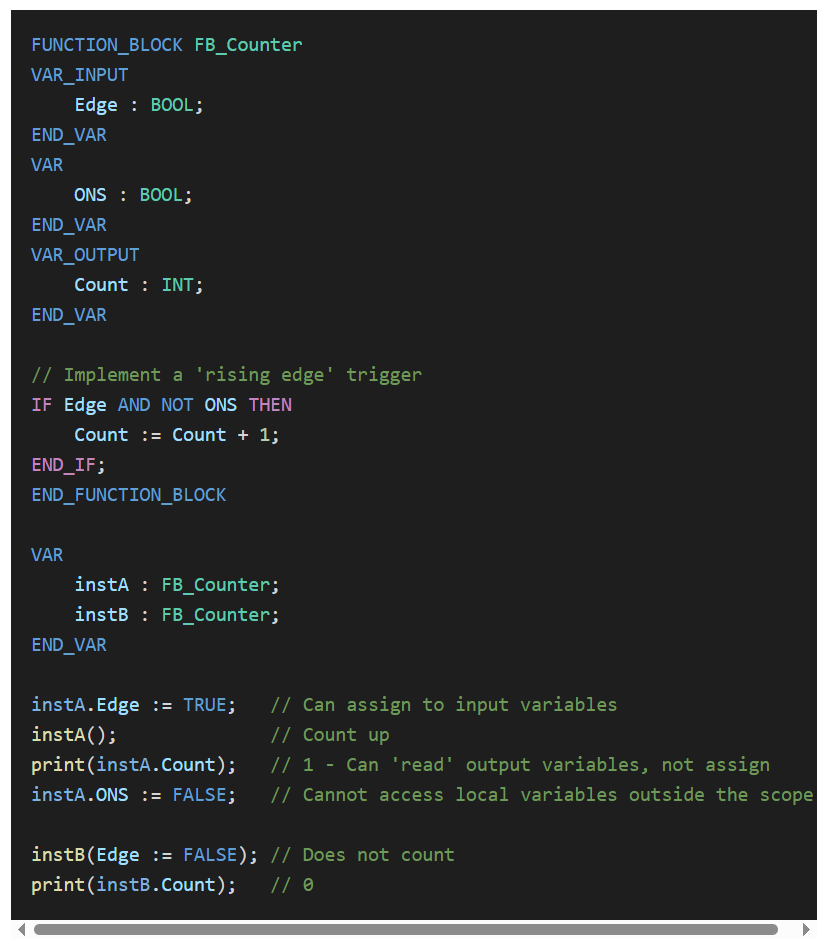 FUNCTION_BLOCK FB_Counter
VAR_INPUT
    Edge : BOOL;
END_VAR
VAR
    ONS : BOOL;
END_VAR
VAR_OUTPUT
    Count : INT;
END_VAR

// Implement a 'rising edge' trigger
IF Edge AND NOT ONS THEN
    Count := Count + 1;
END_IF;
END_FUNCTION_BLOCK

VAR
    instA : FB_Counter;
    instB : FB_Counter;
END_VAR

instA.Edge := TRUE;   // Can assign to input variables
instA();              // Count up
print(instA.Count);   // 1 - Can 'read' output variables, not assign
instA.ONS := FALSE;   // Cannot access local variables outside the scope

instB(Edge := FALSE); // Does not count
print(instB.Count);   // 0